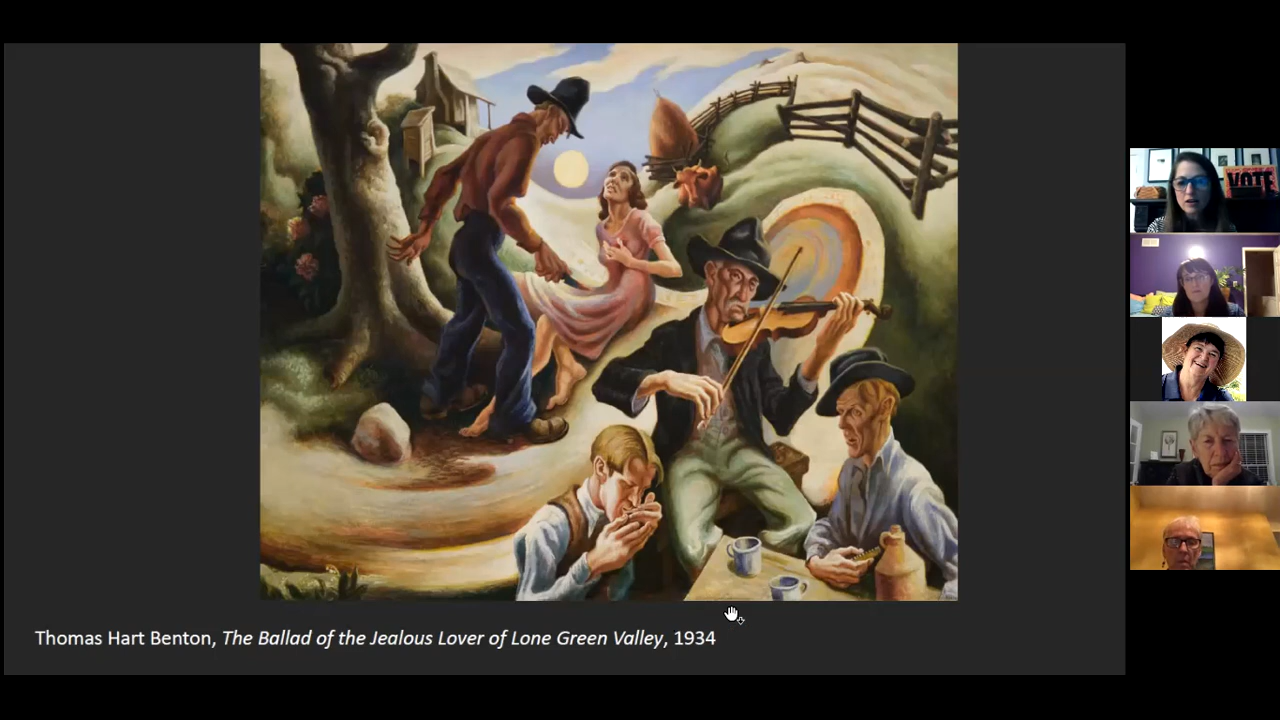 VOTE
Thomas Hart Benton, The Ballad of the Jealous Lover of Lone Green Valley, 1934